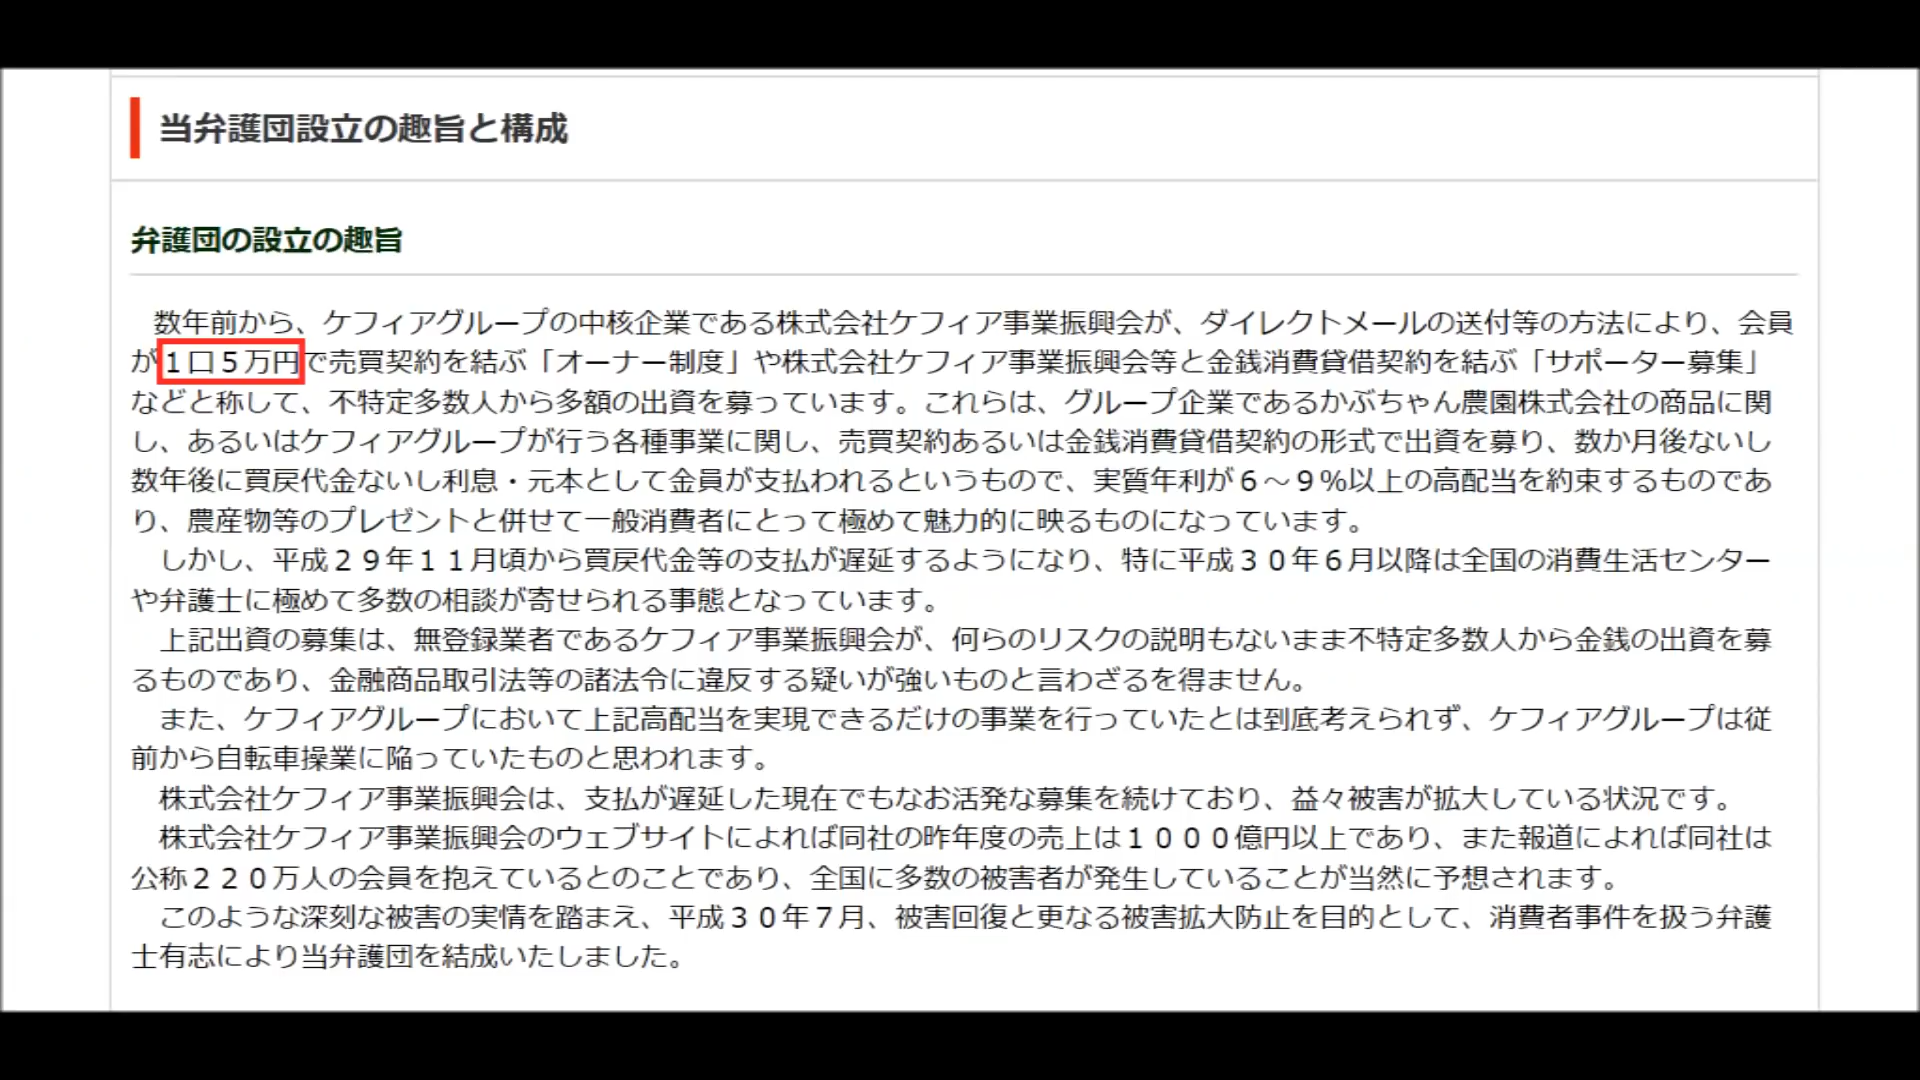 当弁護団設立の趣旨と構成
弁護団の設立の趣旨
数年前から、ケフィアグループの中核企業である株式会社ケフィア事業振興会が、ダイレクトメールの送付等の方法により、会員
が１口５万円で売買契約を結ぶ「オーナー制度」や株式会社ケフィア事業振興会等と金銭消費貸借契約を結ぶ「サポーター募集」
などと称して、不特定多数人から多額の出資を募っています。これらは、グループ企業であるかぶちゃん農園株式会社の商品に関
し、あるいはケフィアグループが行う各種事業に関し、売買契約あるいは金銭消費貸借契約の形式で出資を募り、数か月後ないし
数年後に買戻代金ないし利息・元本として金員が支払われるというもので、実質年利が６～９％以上の高配当を約束するものであ
り、農産物等のプレゼントと併せて一般消費者にとって極めて魅力的に映るものになっています。
しかし、平成２９年１１月頃から買戻代金等の支払が遅延するようになり、特に平成３０年６月以降は全国の消費生活センター
や弁護士に極めて多数の相談が寄せられる事態となっています。
上記出資の募集は、無登録業者であるケフィア事業振興会が、何らのリスクの説明もないまま不特定多数人から金銭の出資を募
るものであり、金融商品取引法等の諸法令に違反する疑いが強いものと言わざるを得ません。
また、ケフィアグループにおいて上記高配当を実現できるだけの事業を行っていたとは到底考えられず、ケフィアグループは従
前から自転車操業に陥っていたものと思われます。
株式会社ケフィア事業振興会は、支払が遅延した現在でもなお活発な募集を続けており、益々被害が拡大している状況です。
株式会社ケフィア事業振興会のウェブサイトによれば同社の昨年度の売上は１０００億円以上であり、また報道によれば同社は
公称２２０万人の会員を抱えているとのことであり、全国に多数の被害者が発生していることが当然に予想されます。
このような深刻な被害の実情を踏まえ、平成３０年７月、被害回復と更なる被害拡大防止を目的として、消費者事件を扱う弁護
士有志により当弁護団を結成いたしました。